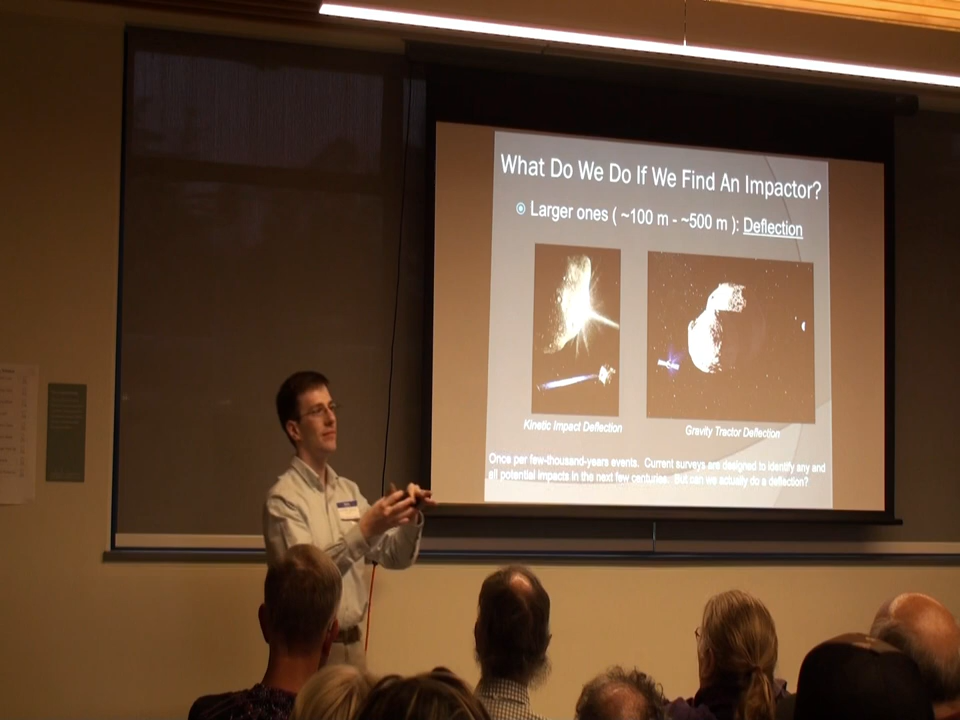 What Do We Do If We Find An Impactor?
Larger ones ( ~100 m - ~500 m ): Deflection
Kinetic Impact Deflection
Gravity Tractor Deflection
Once per few-thousand-years events. Current surveys are designed to identify any and
all potential impacts in the next few centuries. But can we actually do a deflection?